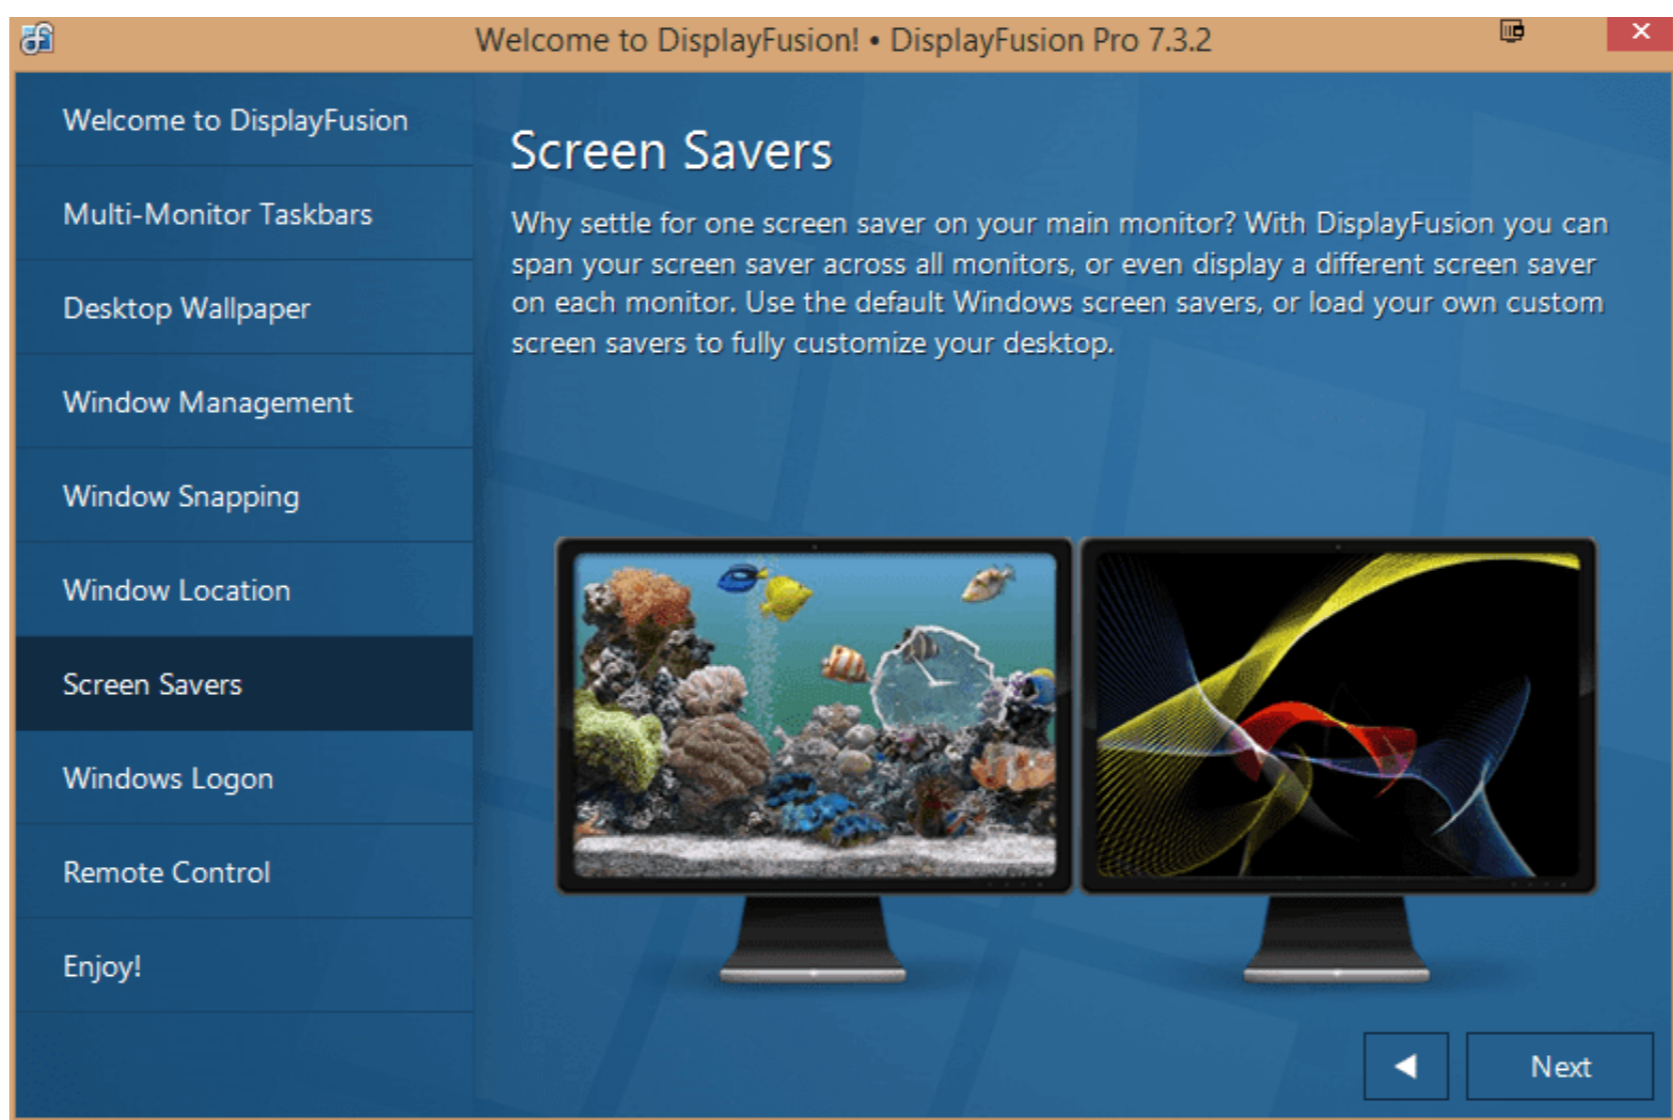 Welcome to DisplayFusion! • DisplayFusion Pro 7.3.2
Welcome to DisplayFusion
Multi-Monitor Taskbars
Desktop Wallpaper
Window Management
Window Snapping
Window Location
Screen Savers
Windows Logon
Remote Control
Enjoy!
Screen Savers
Why settle for one screen saver on your main monitor? With DisplayFusion you can
span your screen saver across all monitors, or even display a different screen saver
on each monitor. Use the default Windows screen savers, or load your own custom
screen savers to fully customize your desktop.
Next